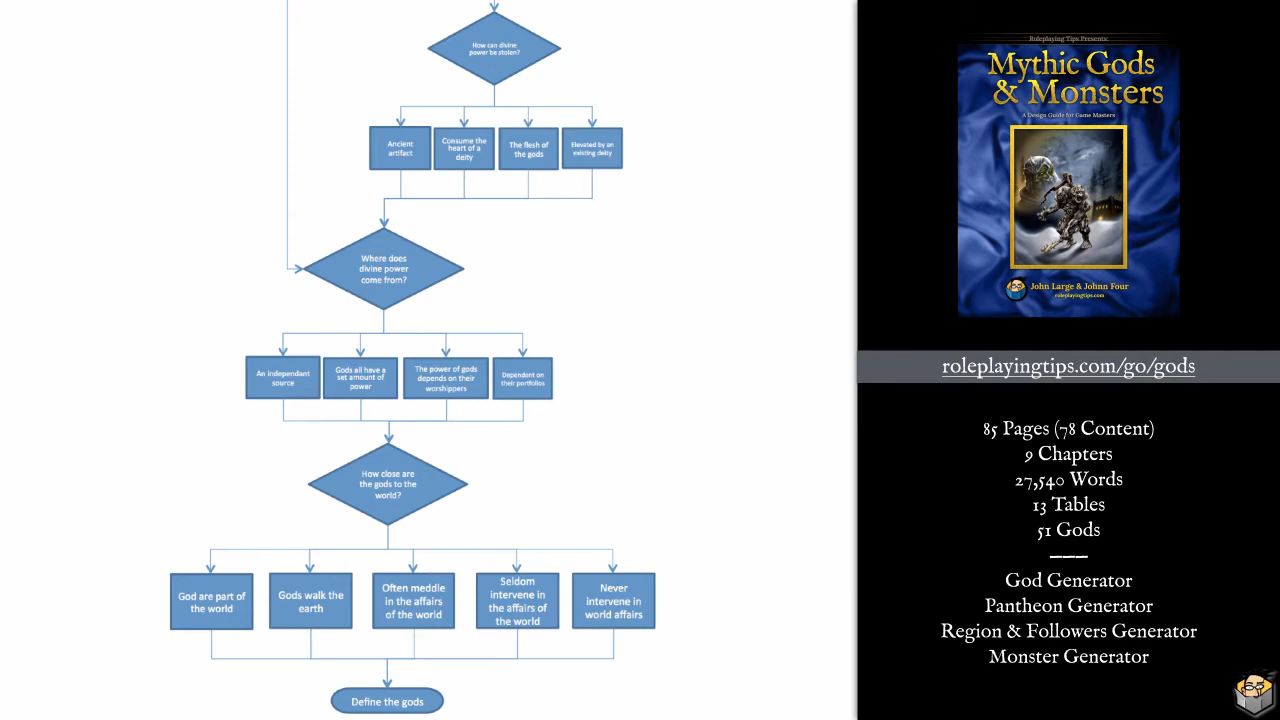 How can divine
power be stolen?
Ancient
artifact
Consume the
heart of a
deity
The flesh of
the gods
Elevated by an
existing deity
Where does
divine power
come from?
An independant
source
Gods all have a
set amount of
power
The power of gods
depends on their
worshippers
Dependent on
their portfolios
How close are
the gods to the
world?
God are part of
the world
Gods walk the
earth
Often meddle
in the affairs
of the world
Seldom
intervene in
the affairs of
the world
Never
intervene in
world affairs
Define the gods
Roleplaying Tips Presents:
Mythic Gods
& Monsters
A Design Guide for Game Masters
John Large & Johnn Four
roleplayingtips.com
roleplayingtips.com/go/gods
85 Pages (78 Content)
9 Chapters
27,540 Words
13 Tables
51 Gods
———
God Generator
Pantheon Generator
Region & Followers Generator
Monster Generator